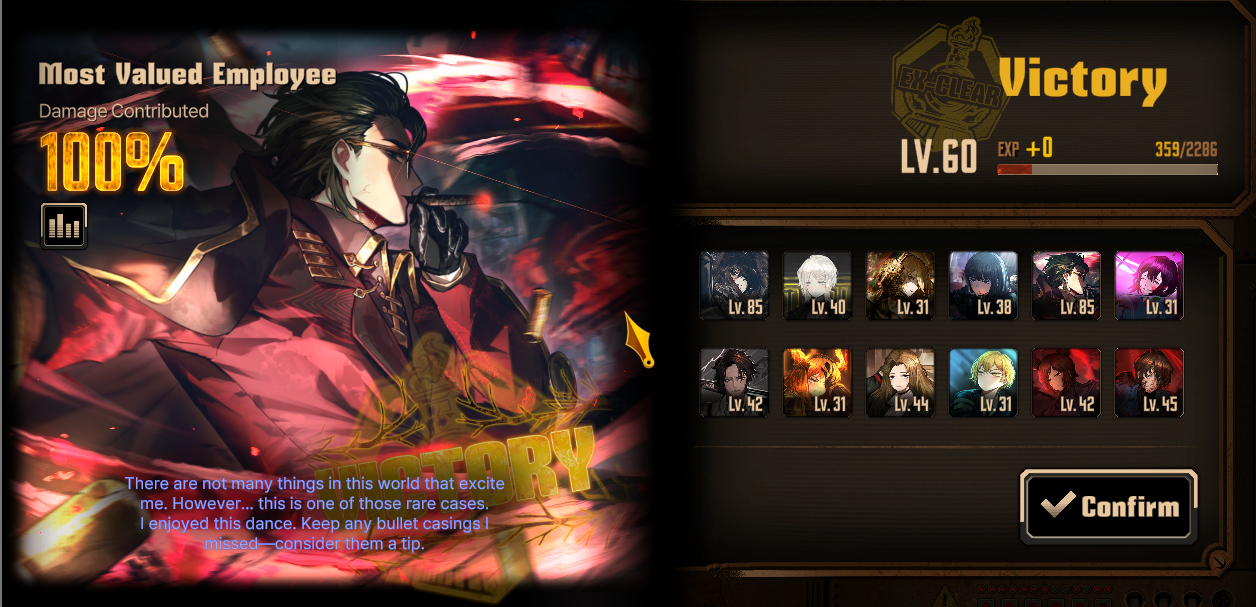 Most Valued Employee
Damage Contributed
100%
EX-CLEAR
Victory
LV.60 EXP +0 359/2286
Lv.85 Lv.40 Lv.31 Lv.38 Lv.85 Lv.31
Lv.42 Lv.31 Lv.44 Lv.31 Lv.42 Lv.45
VICTORY
There are not many things in this world that excite
me. However... this is one of those rare cases.
I enjoyed this dance. Keep any bullet casings I
missed—consider them a tip.
Confirm